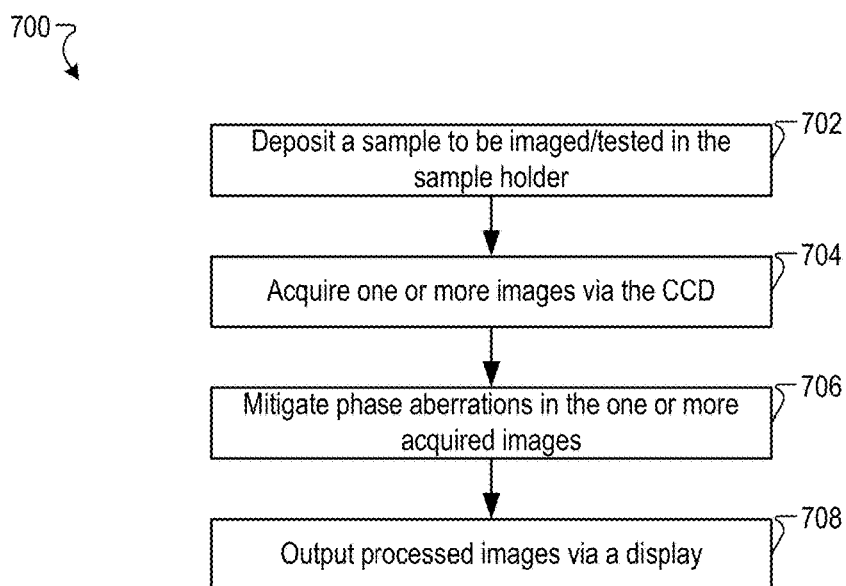 700
702
Deposit a sample to be imaged/tested in the
sample holder
704
Acquire one or more images via the CCD
706
Mitigate phase aberrations in the one or more
acquired images
708
Output processed images via a display